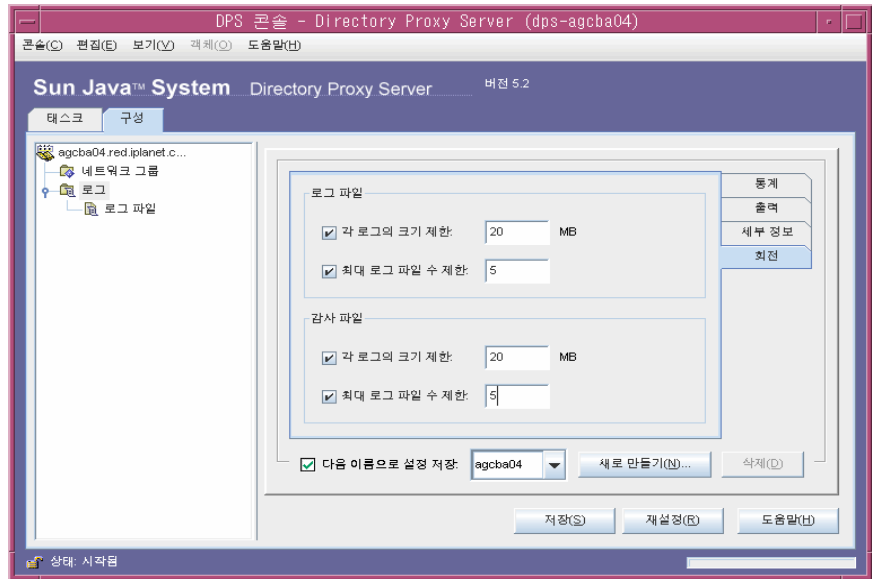 DPS 콘솔 - Directory Proxy Server (dps-agcba04)
콘솔(C) 편집(E) 보기(V) 객체(O) 도움말(H)
Sun Java™ System Directory Proxy Server 버전 5.2
태스크 구성
agcba04.red.iplanet.c...
네트워크 그룹
로그
로그 파일
통계
출력
세부 정보
회전
로그 파일
각 로그의 크기 제한: 20 MB
최대 로그 파일 수 제한: 5
감사 파일
각 로그의 크기 제한: 20 MB
최대 로그 파일 수 제한: 5
다음 이름으로 설정 저장: agcba04 새로 만들기(N)... 삭제(D)
저장(S) 재설정(R) 도움말(H)
상태: 시작됨